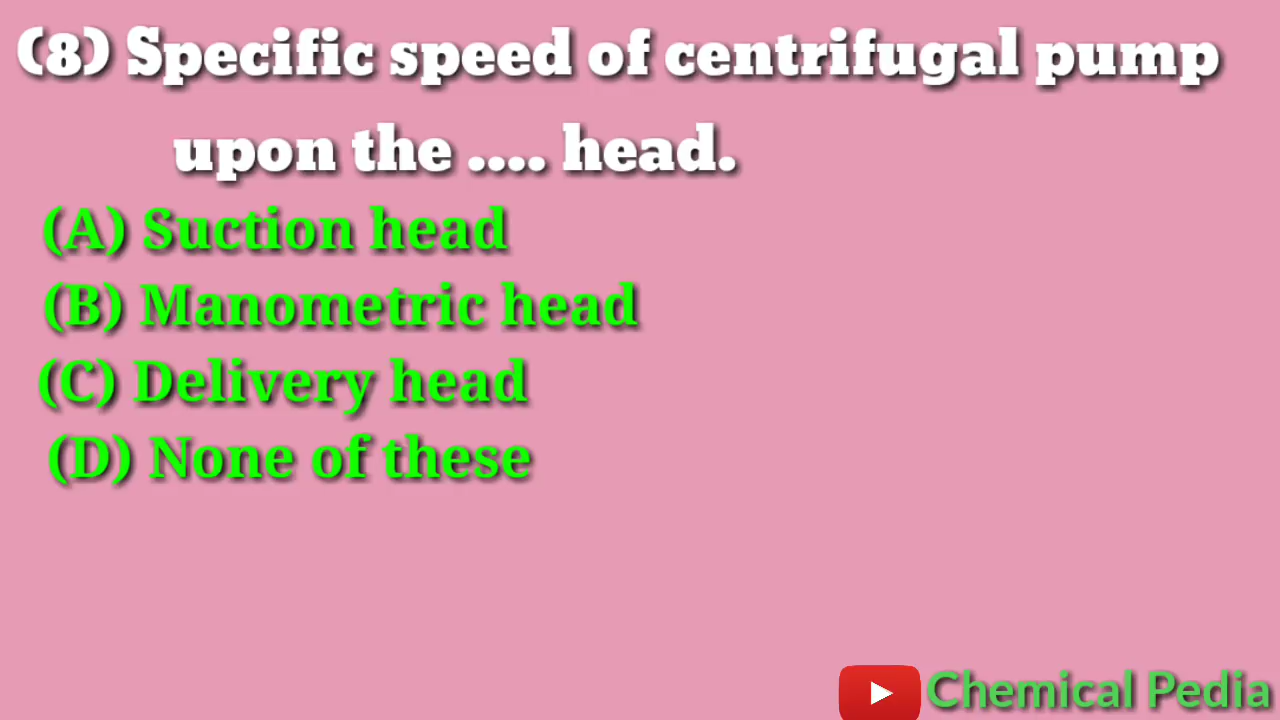 (8) Specific speed of centrifugal pump
upon the .... head.
(A) Suction head
(B) Manometric head
(C) Delivery head
(D) None of these
Chemical Pedia